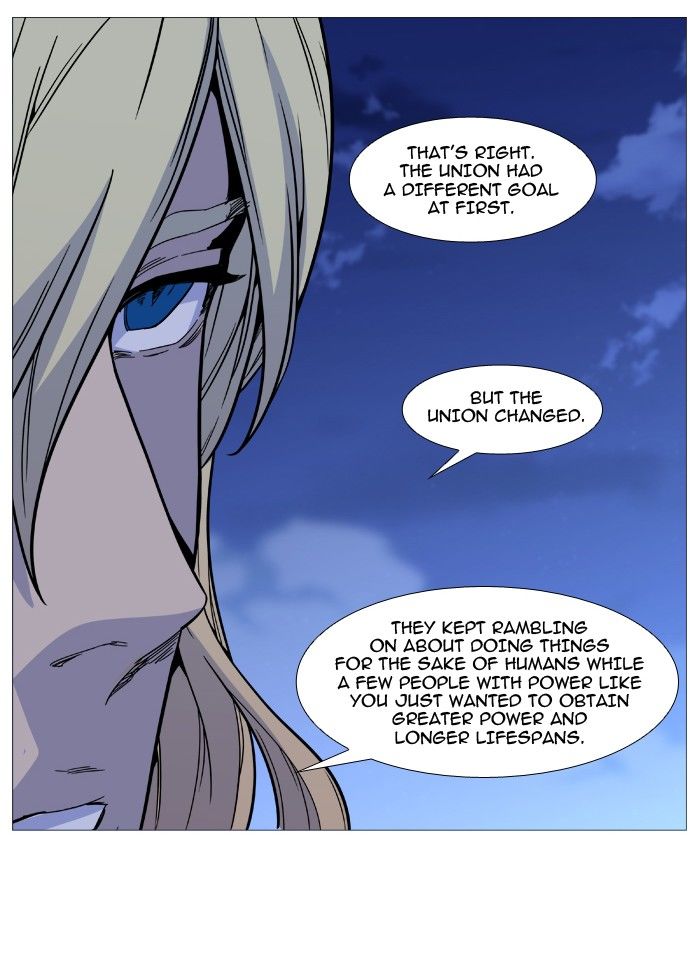 THAT'S RIGHT.
THE UNION HAD
A DIFFERENT GOAL
AT FIRST.
BUT THE
UNION CHANGED.
THEY KEPT RAMBLING
ON ABOUT DOING THINGS
FOR THE SAKE OF HUMANS WHILE
A FEW PEOPLE WITH POWER LIKE
YOU JUST WANTED TO OBTAIN
GREATER POWER AND
LONGER LIFESPANS.